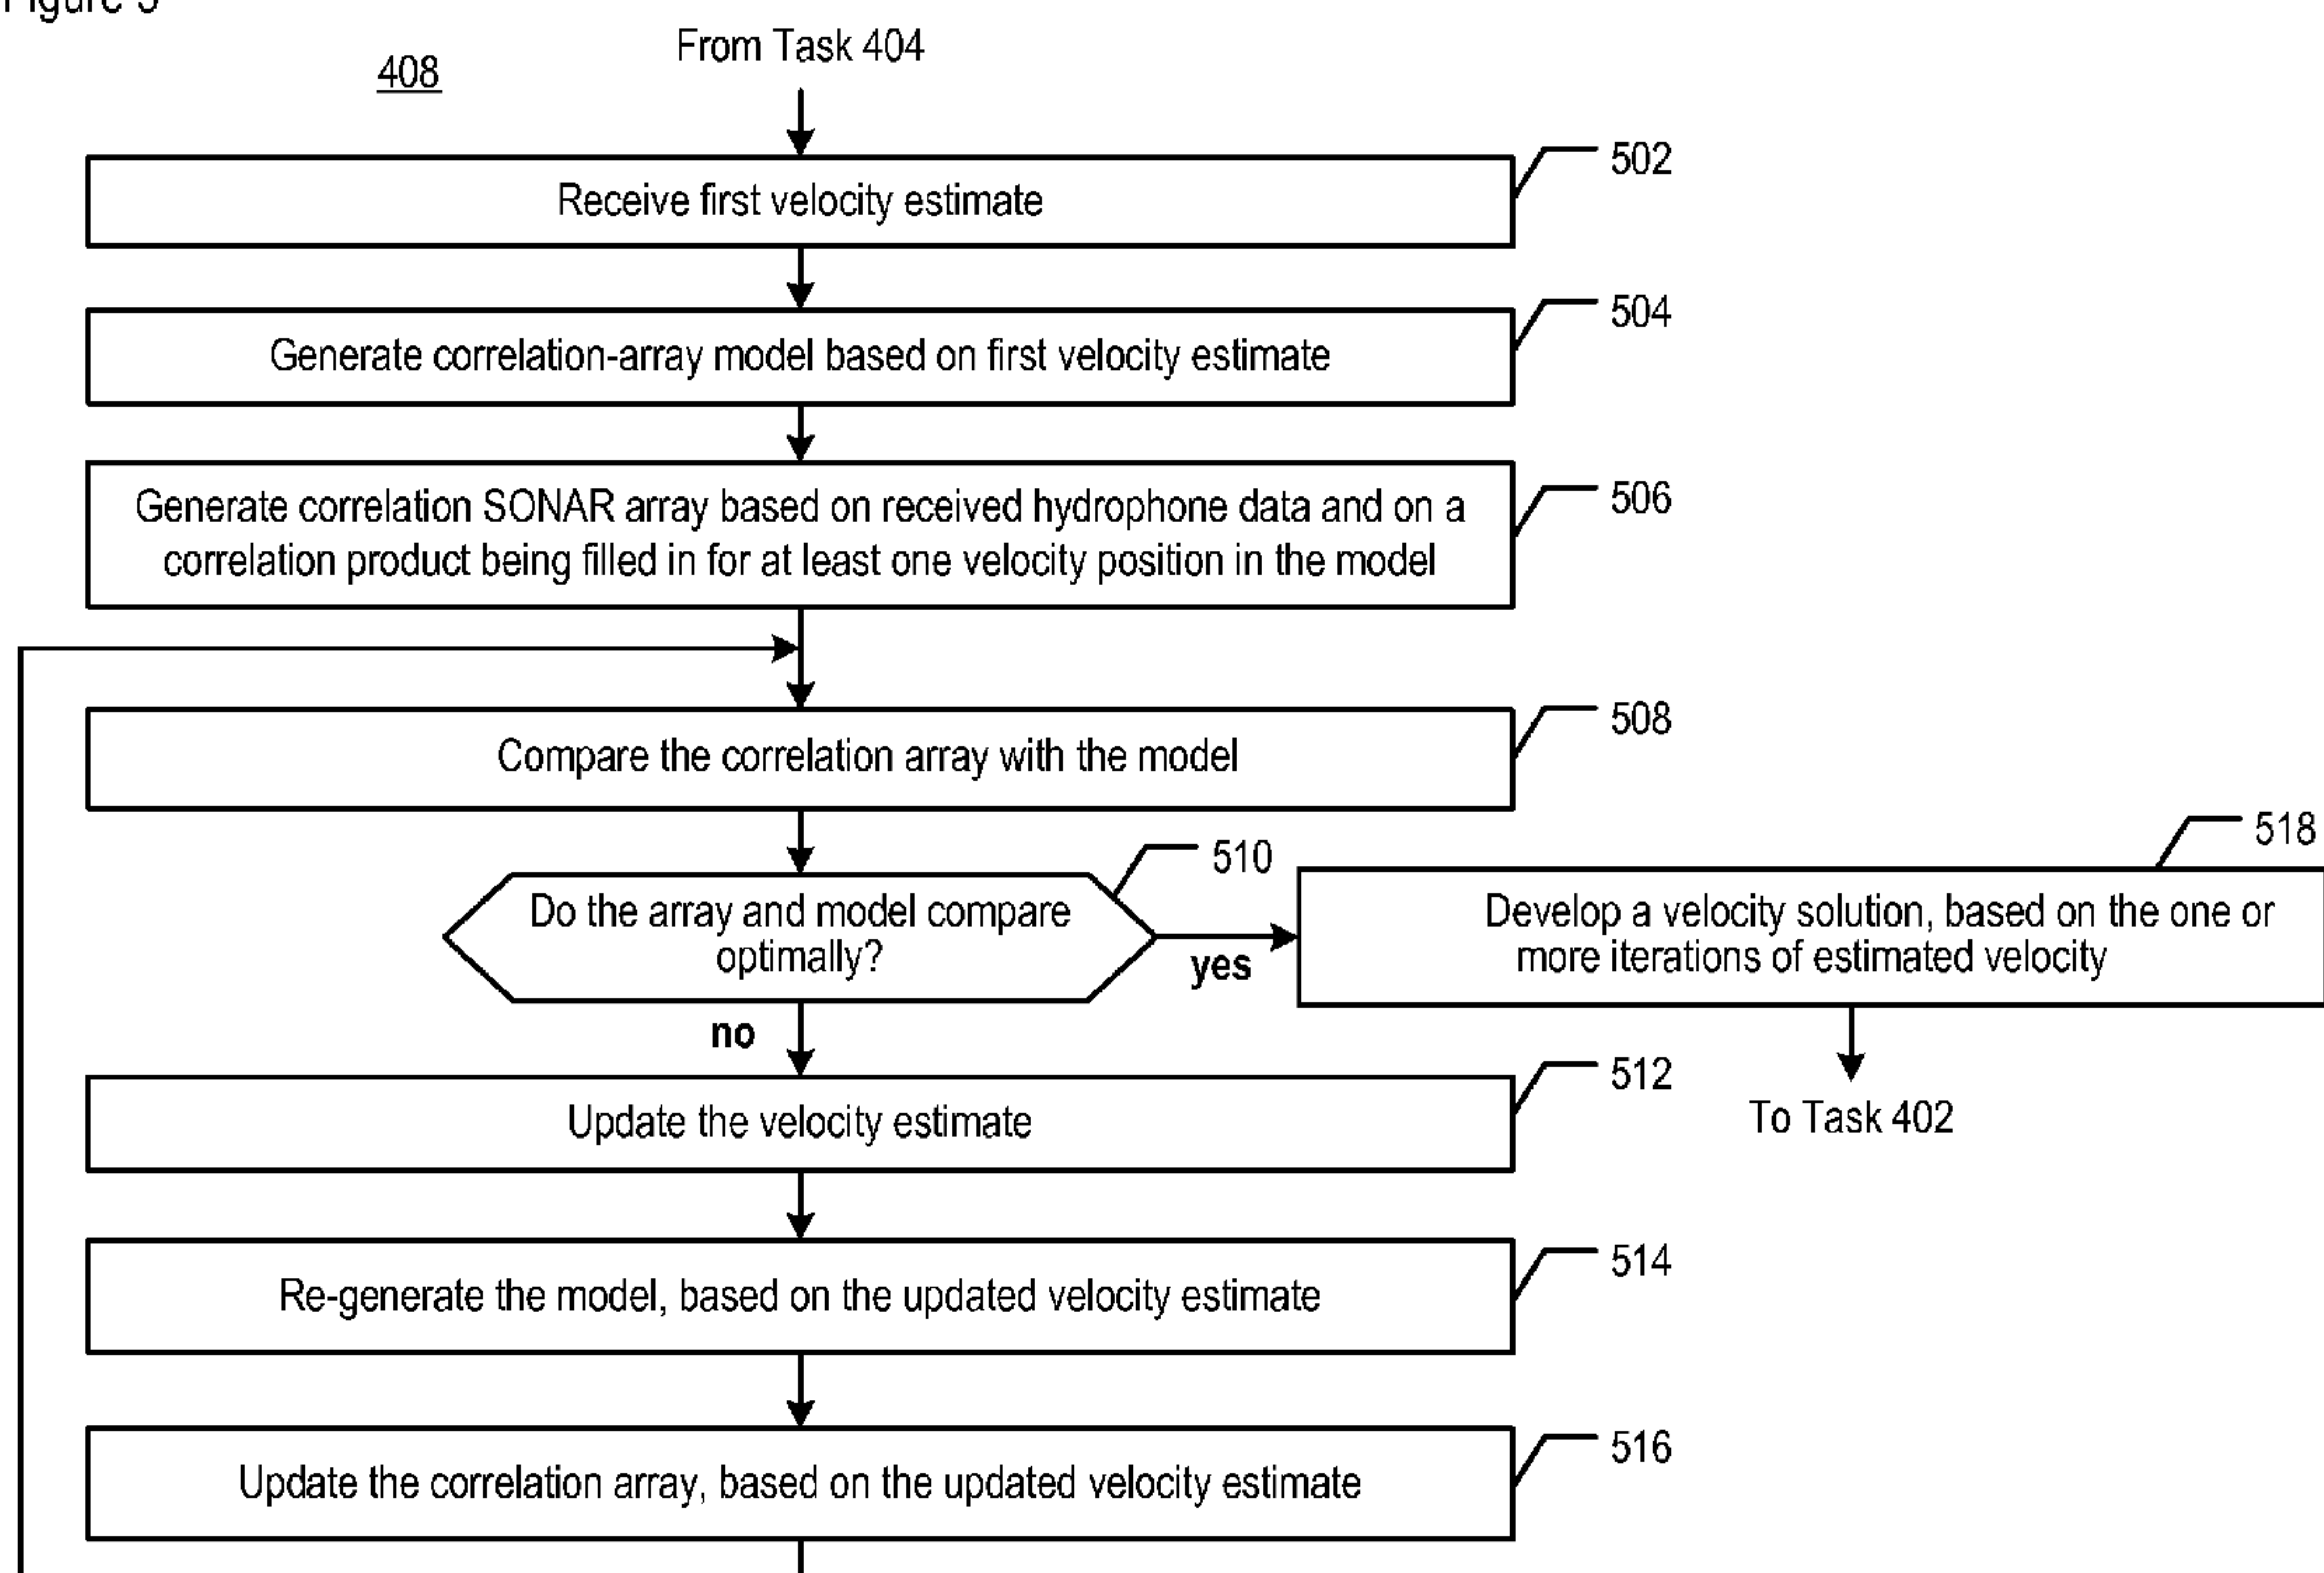 From Task 404
408
502
Receive first velocity estimate
504
Generate correlation-array model based on first velocity estimate
506
Generate correlation SONAR array based on received hydrophone data and on a
correlation product being filled in for at least one velocity position in the model
508
Compare the correlation array with the model
510
Do the array and model compare
optimally?
yes
no
518
Develop a velocity solution, based on the one or
more iterations of estimated velocity
To Task 402
512
Update the velocity estimate
514
Re-generate the model, based on the updated velocity estimate
516
Update the correlation array, based on the updated velocity estimate